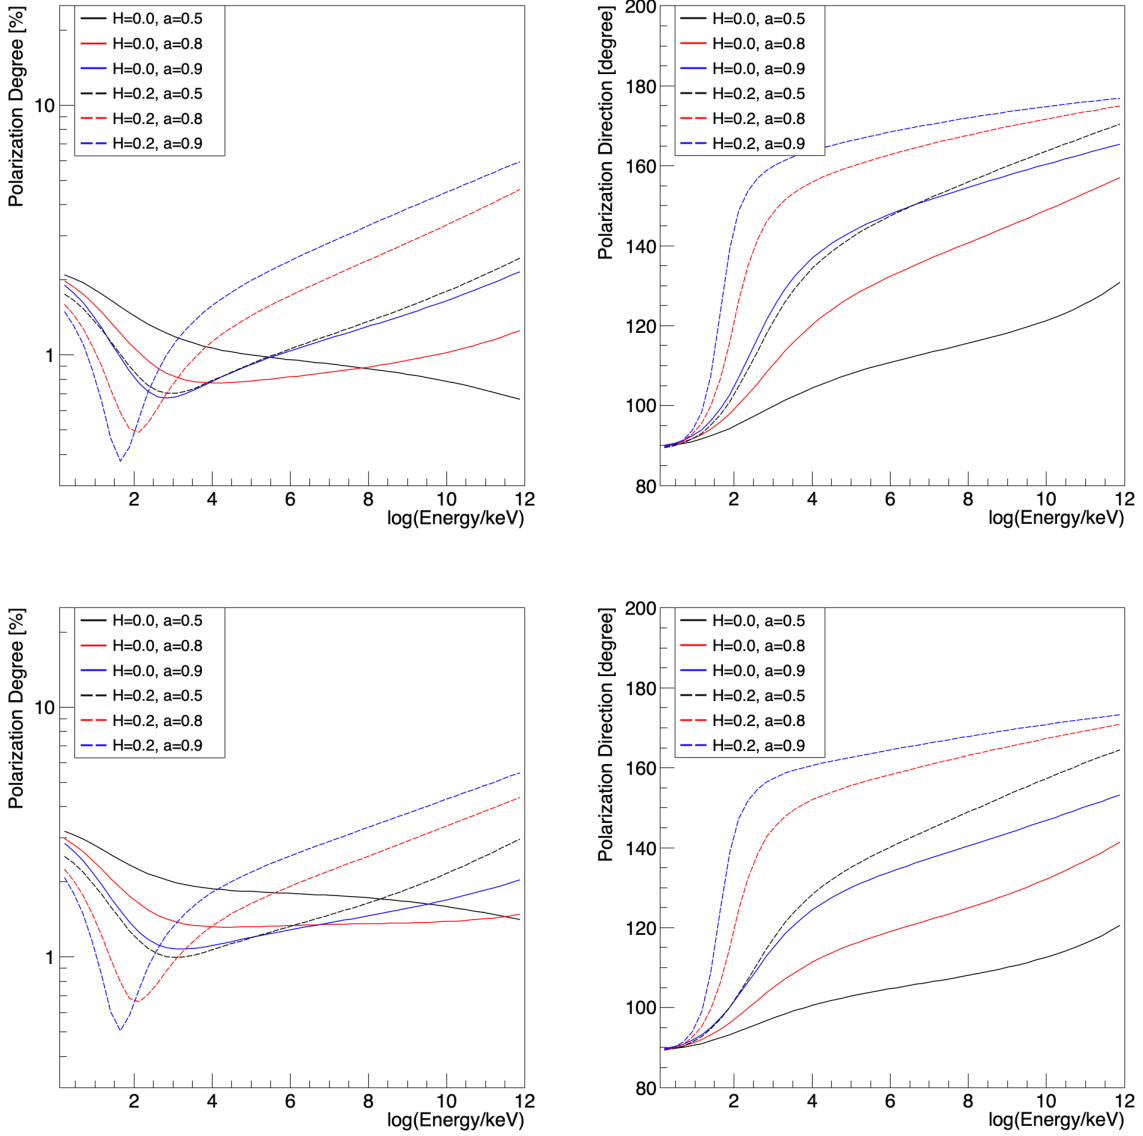 Polarization Degree [%]
10
1
H=0.0, a=0.5
H=0.0, a=0.8
H=0.0, a=0.9
H=0.2, a=0.5
H=0.2, a=0.8
H=0.2, a=0.9
2 4 6 8 10 12
log(Energy/keV)
Polarization Direction [degree]
200
180
160
140
120
100
80
H=0.0, a=0.5
H=0.0, a=0.8
H=0.0, a=0.9
H=0.2, a=0.5
H=0.2, a=0.8
H=0.2, a=0.9
2 4 6 8 10 12
log(Energy/keV)
Polarization Degree [%]
10
1
H=0.0, a=0.5
H=0.0, a=0.8
H=0.0, a=0.9
H=0.2, a=0.5
H=0.2, a=0.8
H=0.2, a=0.9
2 4 6 8 10 12
log(Energy/keV)
Polarization Direction [degree]
200
180
160
140
120
100
80
H=0.0, a=0.5
H=0.0, a=0.8
H=0.0, a=0.9
H=0.2, a=0.5
H=0.2, a=0.8
H=0.2, a=0.9
2 4 6 8 10 12
log(Energy/keV)